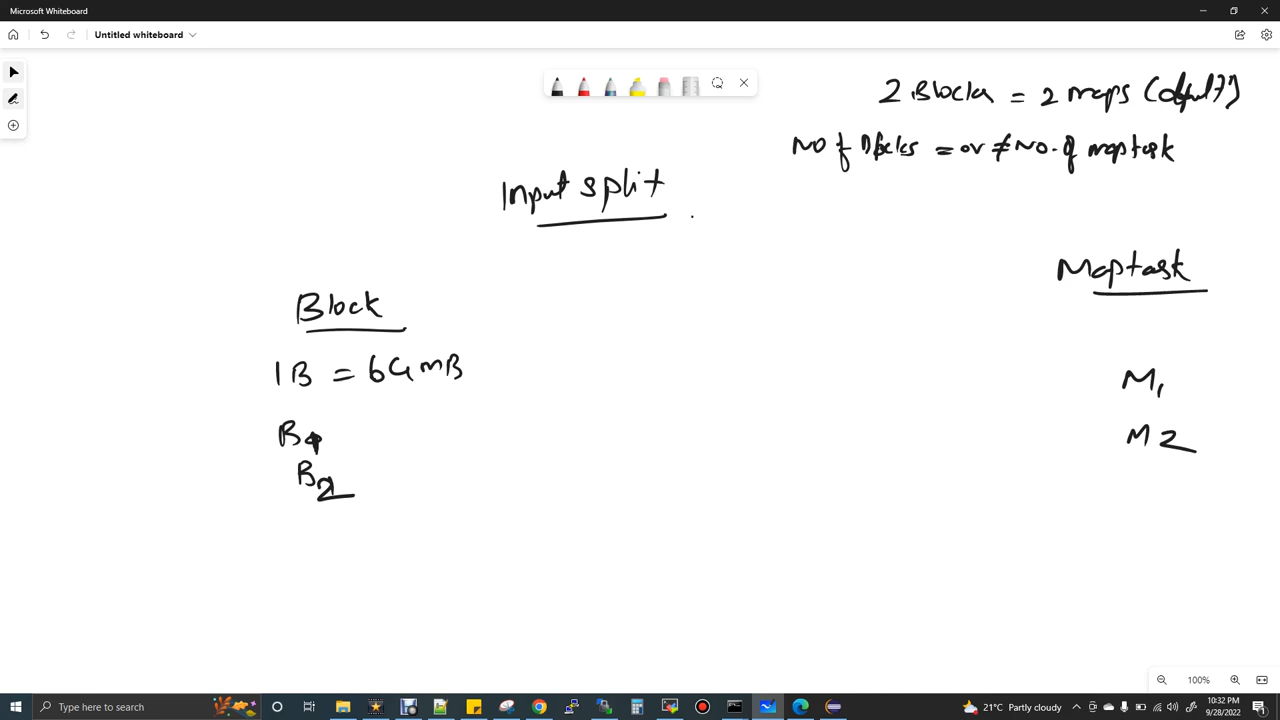 Microsoft Whiteboard
Untitled whiteboard
2 Blocks = 2 maps (default)
No of Blocks = or ≠ No. of maptask
Input split
Maptask
Block
1B = 64MB
M1
B1
M2
B2
100%
Type here to search
21°C Partly cloudy
10:32 PM
9/28/2022